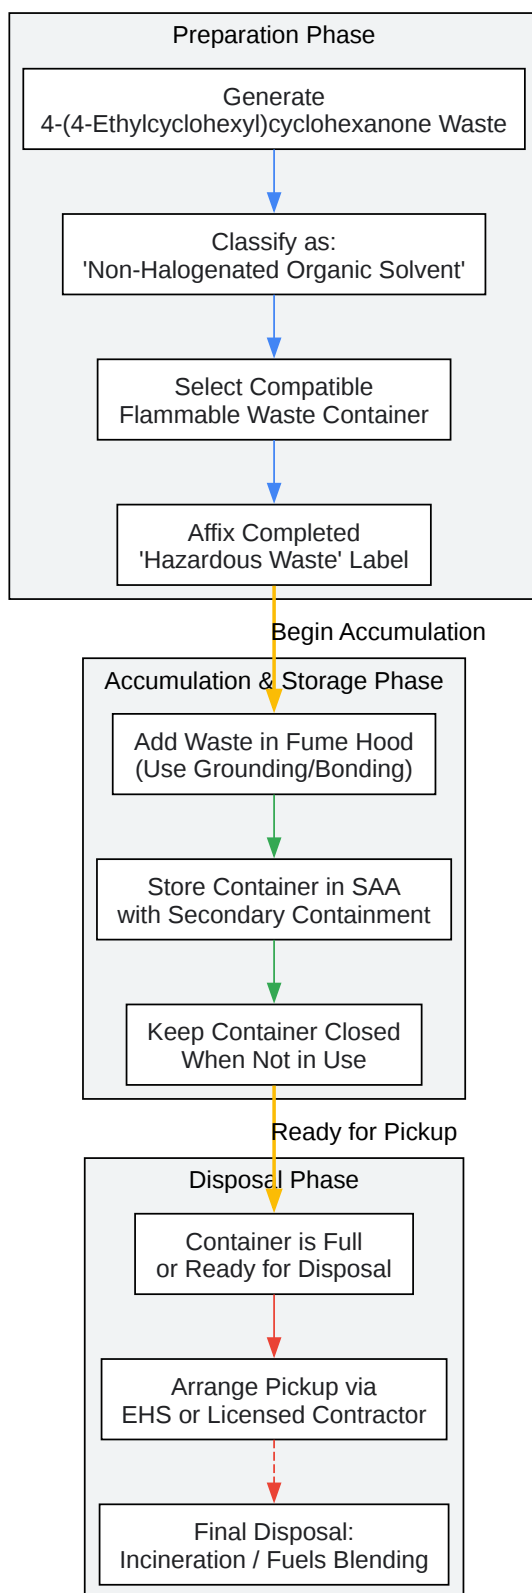 Preparation Phase
Generate
4-(4-Ethylcyclohexyl)cyclohexanone Waste
Classify as:
'Non-Halogenated Organic Solvent'
Select Compatible
Flammable Waste Container
Affix Completed
'Hazardous Waste' Label
Begin Accumulation
Accumulation & Storage Phase
Add Waste in Fume Hood
(Use Grounding/Bonding)
Store Container in SAA
with Secondary Containment
Keep Container Closed
When Not in Use
Ready for Pickup
Disposal Phase
Container is Full
or Ready for Disposal
Arrange Pickup via
EHS or Licensed Contractor
Final Disposal:
Incineration / Fuels Blending